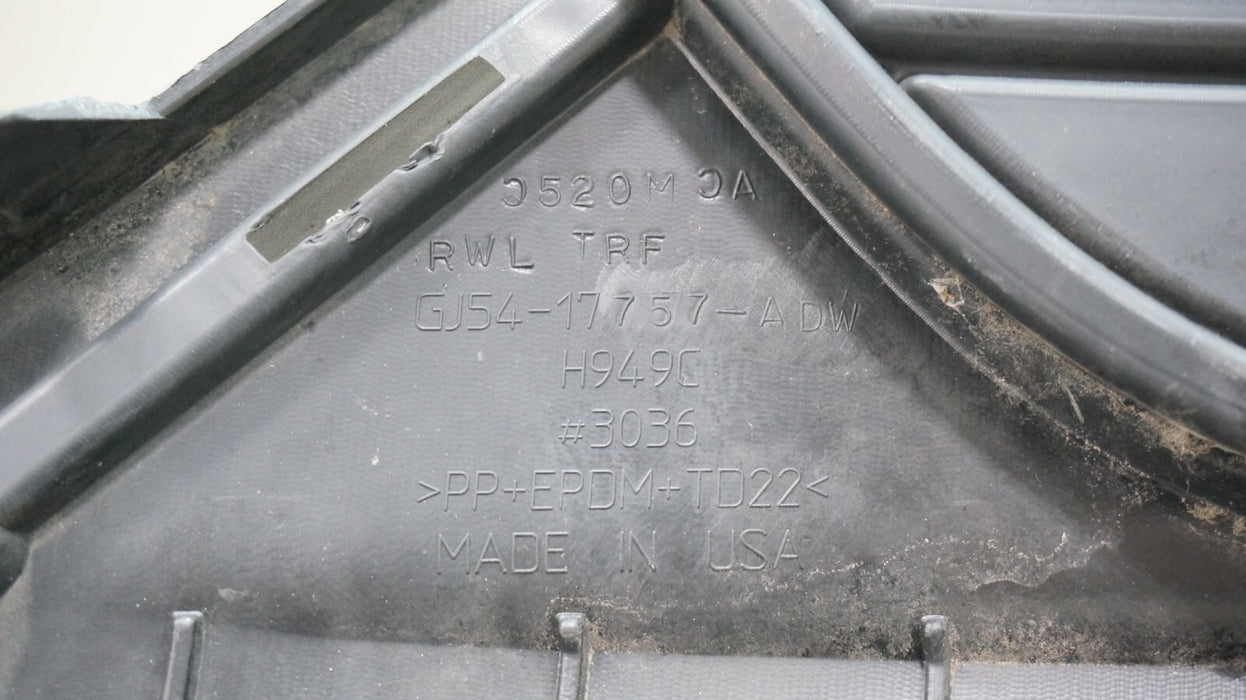 0520M 0A
RWL TRF
GJ54-17757-ADW
H949C
#3036
>PP+EPDM+TD22<
MADE IN USA